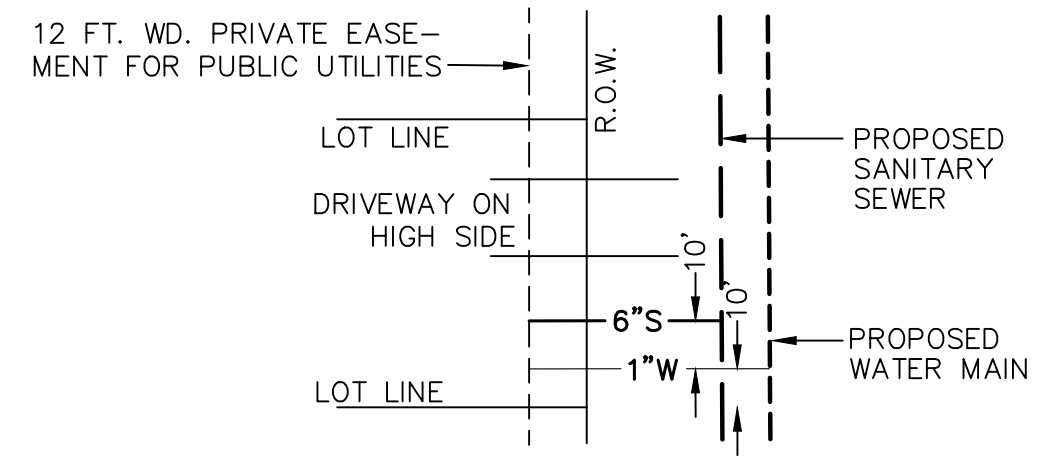 12 FT. WD. PRIVATE EASE-
MENT FOR PUBLIC UTILITIES
R.O.W.
LOT LINE
PROPOSED
SANITARY
SEWER
DRIVEWAY ON
HIGH SIDE
10'
10'
6"S
1"W
PROPOSED
WATER MAIN
LOT LINE